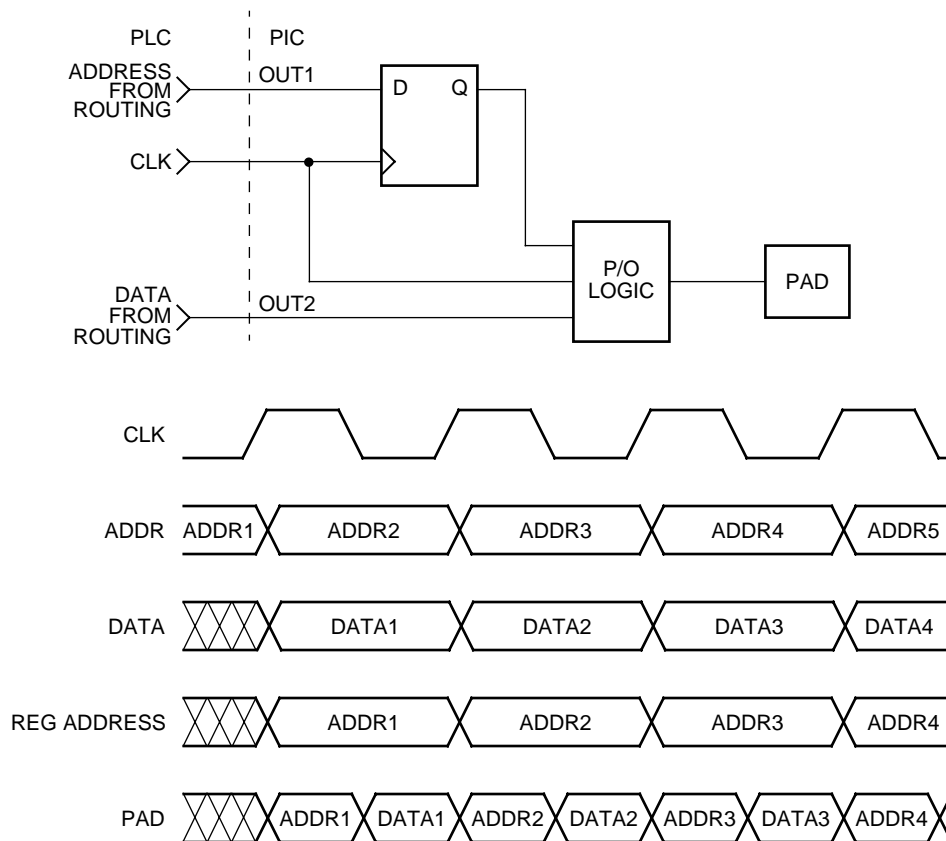 PLC
PIC
ADDRESS
FROM
ROUTING
OUT1
D
Q
CLK
P/O
LOGIC
PAD
DATA
FROM
ROUTING
OUT2
CLK
ADDR ADDR1 ADDR2 ADDR3 ADDR4 ADDR5
DATA DATA1 DATA2 DATA3 DATA4
REG ADDRESS ADDR1 ADDR2 ADDR3 ADDR4
PAD ADDR1 DATA1 ADDR2 DATA2 ADDR3 DATA3 ADDR4